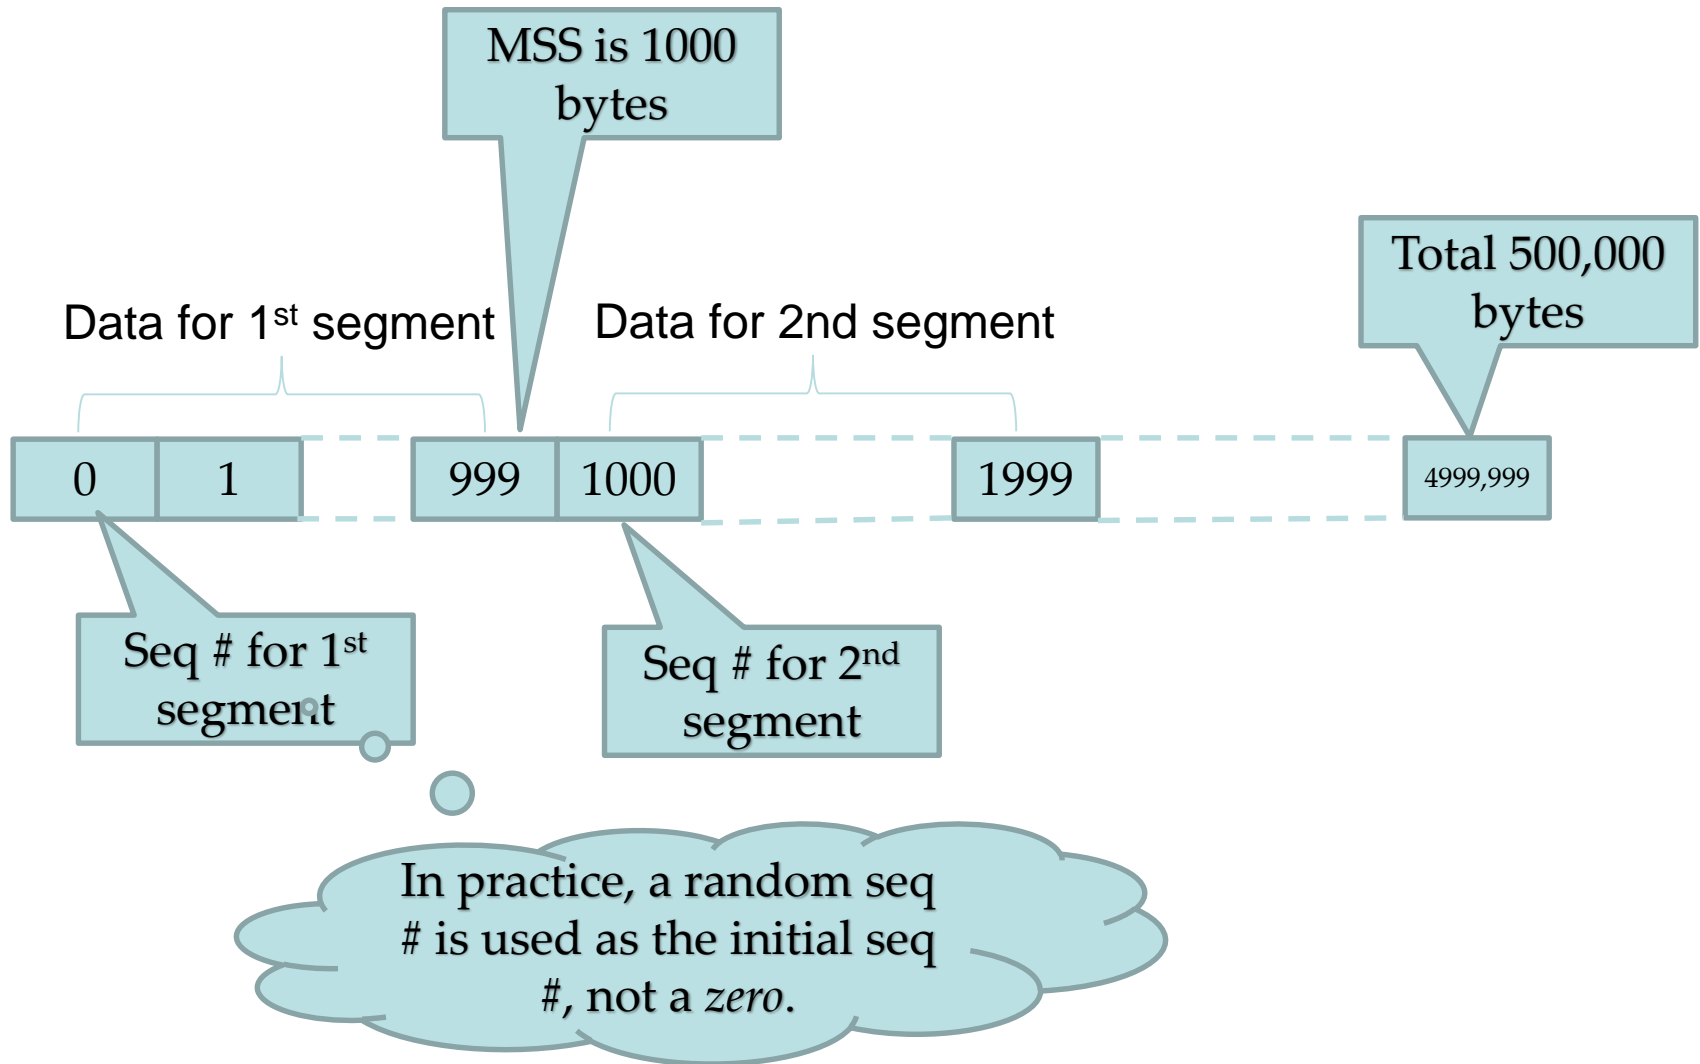 MSS is 1000
bytes
Total 500,000
bytes
Data for 1st segment
Data for 2nd segment
0
1
999
1000
1999
4999,999
Seq # for 1st
segment
Seq # for 2nd
segment
In practice, a random seq
# is used as the initial seq
#, not a zero.